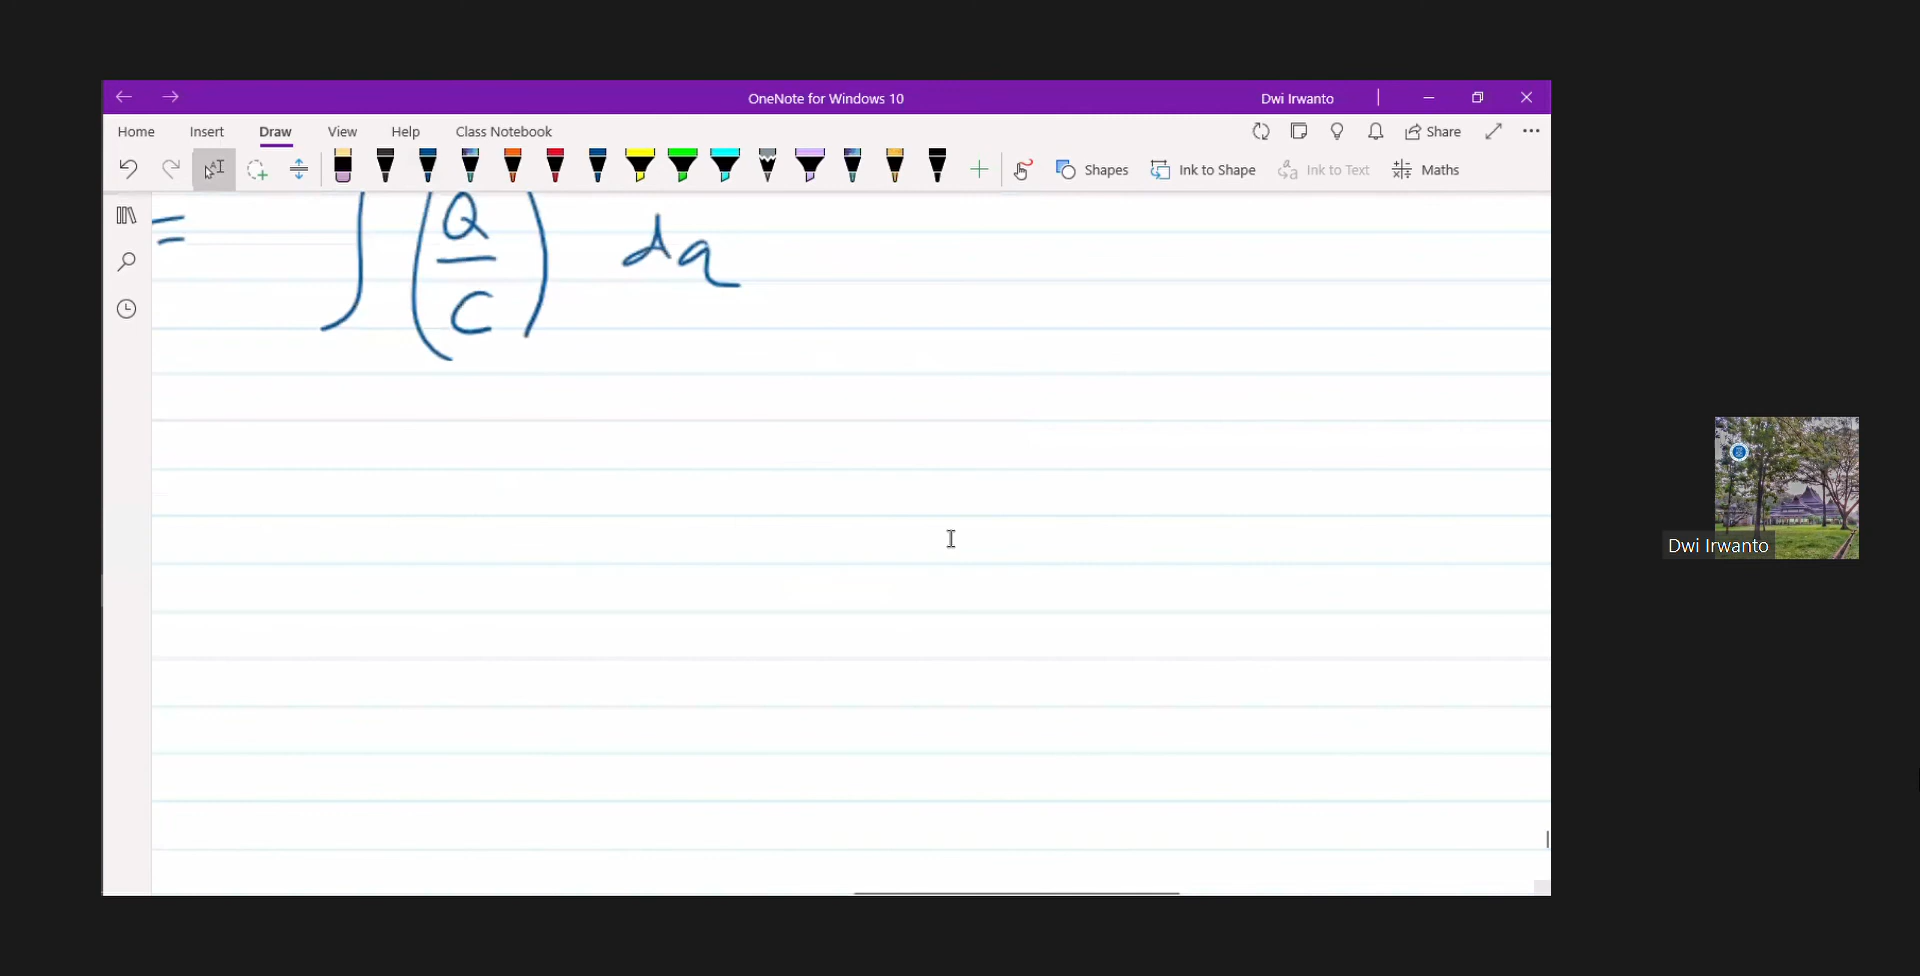 OneNote for Windows 10
Dwi Irwanto
Home Insert Draw View Help Class Notebook Share
Shapes Ink to Shape Ink to Text Maths
= ∫ (Q/C) dq
Dwi Irwanto